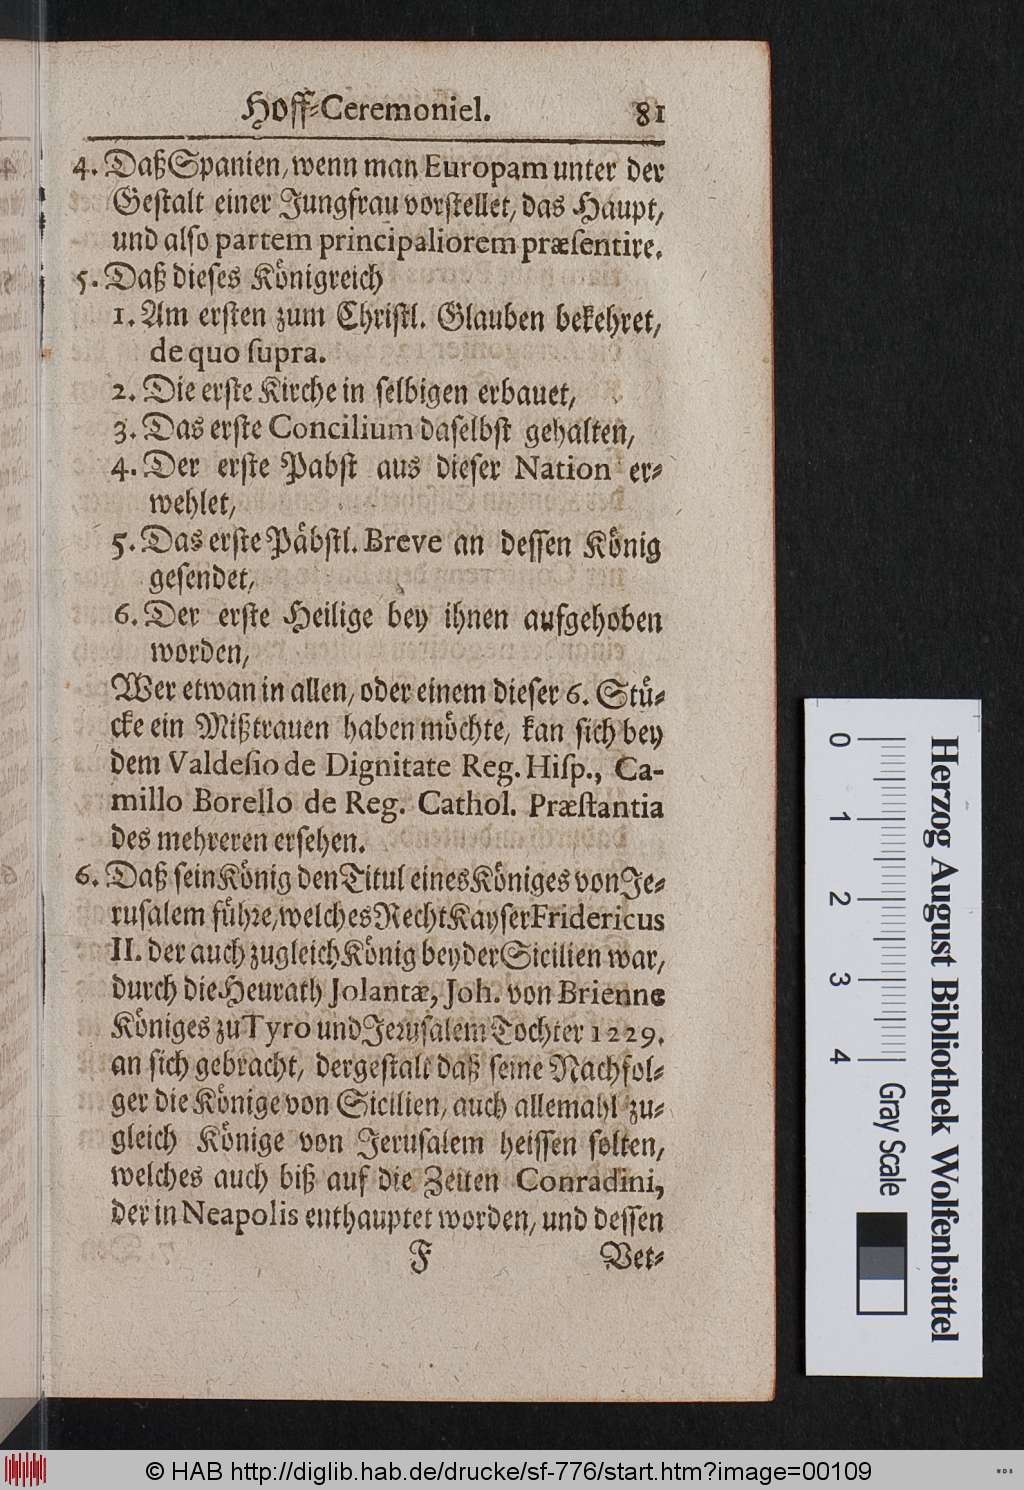 Hoff-Ceremoniel. 81
4. Daß Spanien, wenn man Europam unter der
Gestalt einer Jungfrau vorstellet, das Haupt,
und also partem principaliorem præsentire.
5. Daß dieses Königreich
1. Am ersten zum Christl. Glauben bekehret,
de quo supra.
2. Die erste Kirche in selbigen erbauet,
3. Das erste Concilium daselbst gehalten,
4. Der erste Pabst aus dieser Nation er-
wehlet,
5. Das erste Päbstl. Breve an dessen König
gesendet,
6. Der erste Heilige bey ihnen aufgehoben
worden,
Wer etwan in allen, oder einem dieser 6. Stü-
cke ein Mißtrauen haben möchte, kan sich bey
dem Valdesio de Dignitate Reg. Hisp., Ca-
millo Borello de Reg. Cathol. Præstantia
des mehreren ersehen.
6. Daß sein König den Titul eines Königes von Je-
rusalem führe, welches Recht Kayser Fridericus
II. der auch zugleich König beyder Sicilien war,
durch die Heurath Jolantæ, Joh. von Brienne
Königes zu Tyro und Jerusalem Tochter 1229.
an sich gebracht, dergestalt daß seine Nachfol-
ger die Könige von Sicilien, auch allemahl zu-
gleich Könige von Jerusalem heissen solten,
welches auch biß auf die Zeiten Conradini,
der in Neapolis enthauptet worden, und dessen
F Vet-
0 1 2 3 4
Gray Scale
Herzog August Bibliothek Wolfenbüttel
© HAB http://diglib.hab.de/drucke/sf-776/start.htm?image=00109